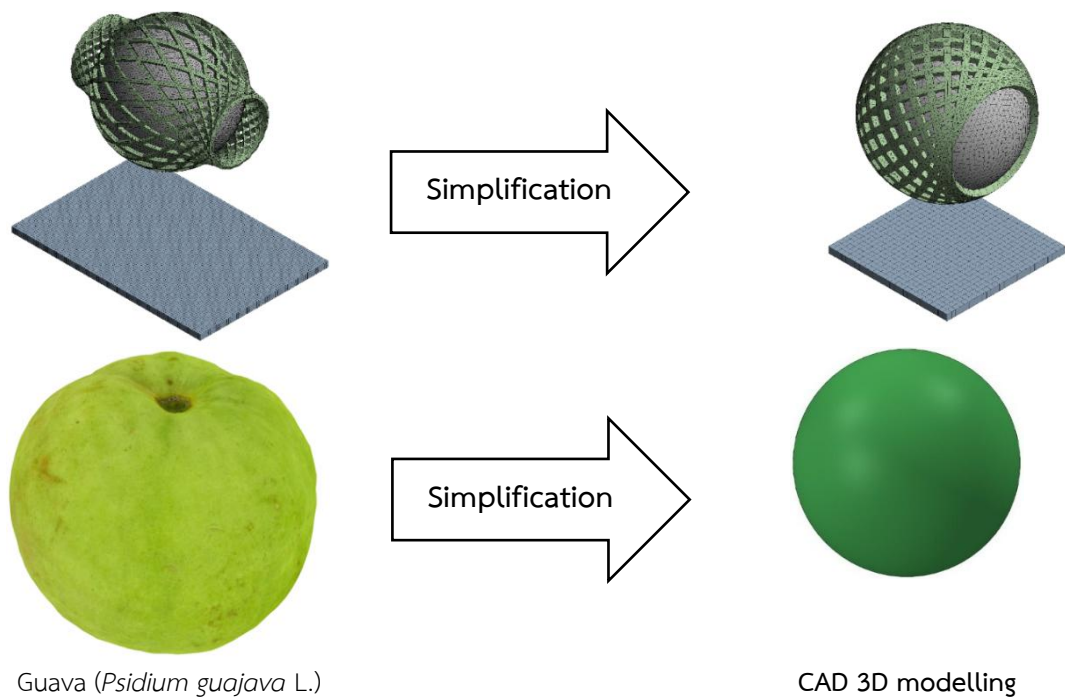 Simplification
Simplification
Guava (Psidium guajava L.)
CAD 3D modelling